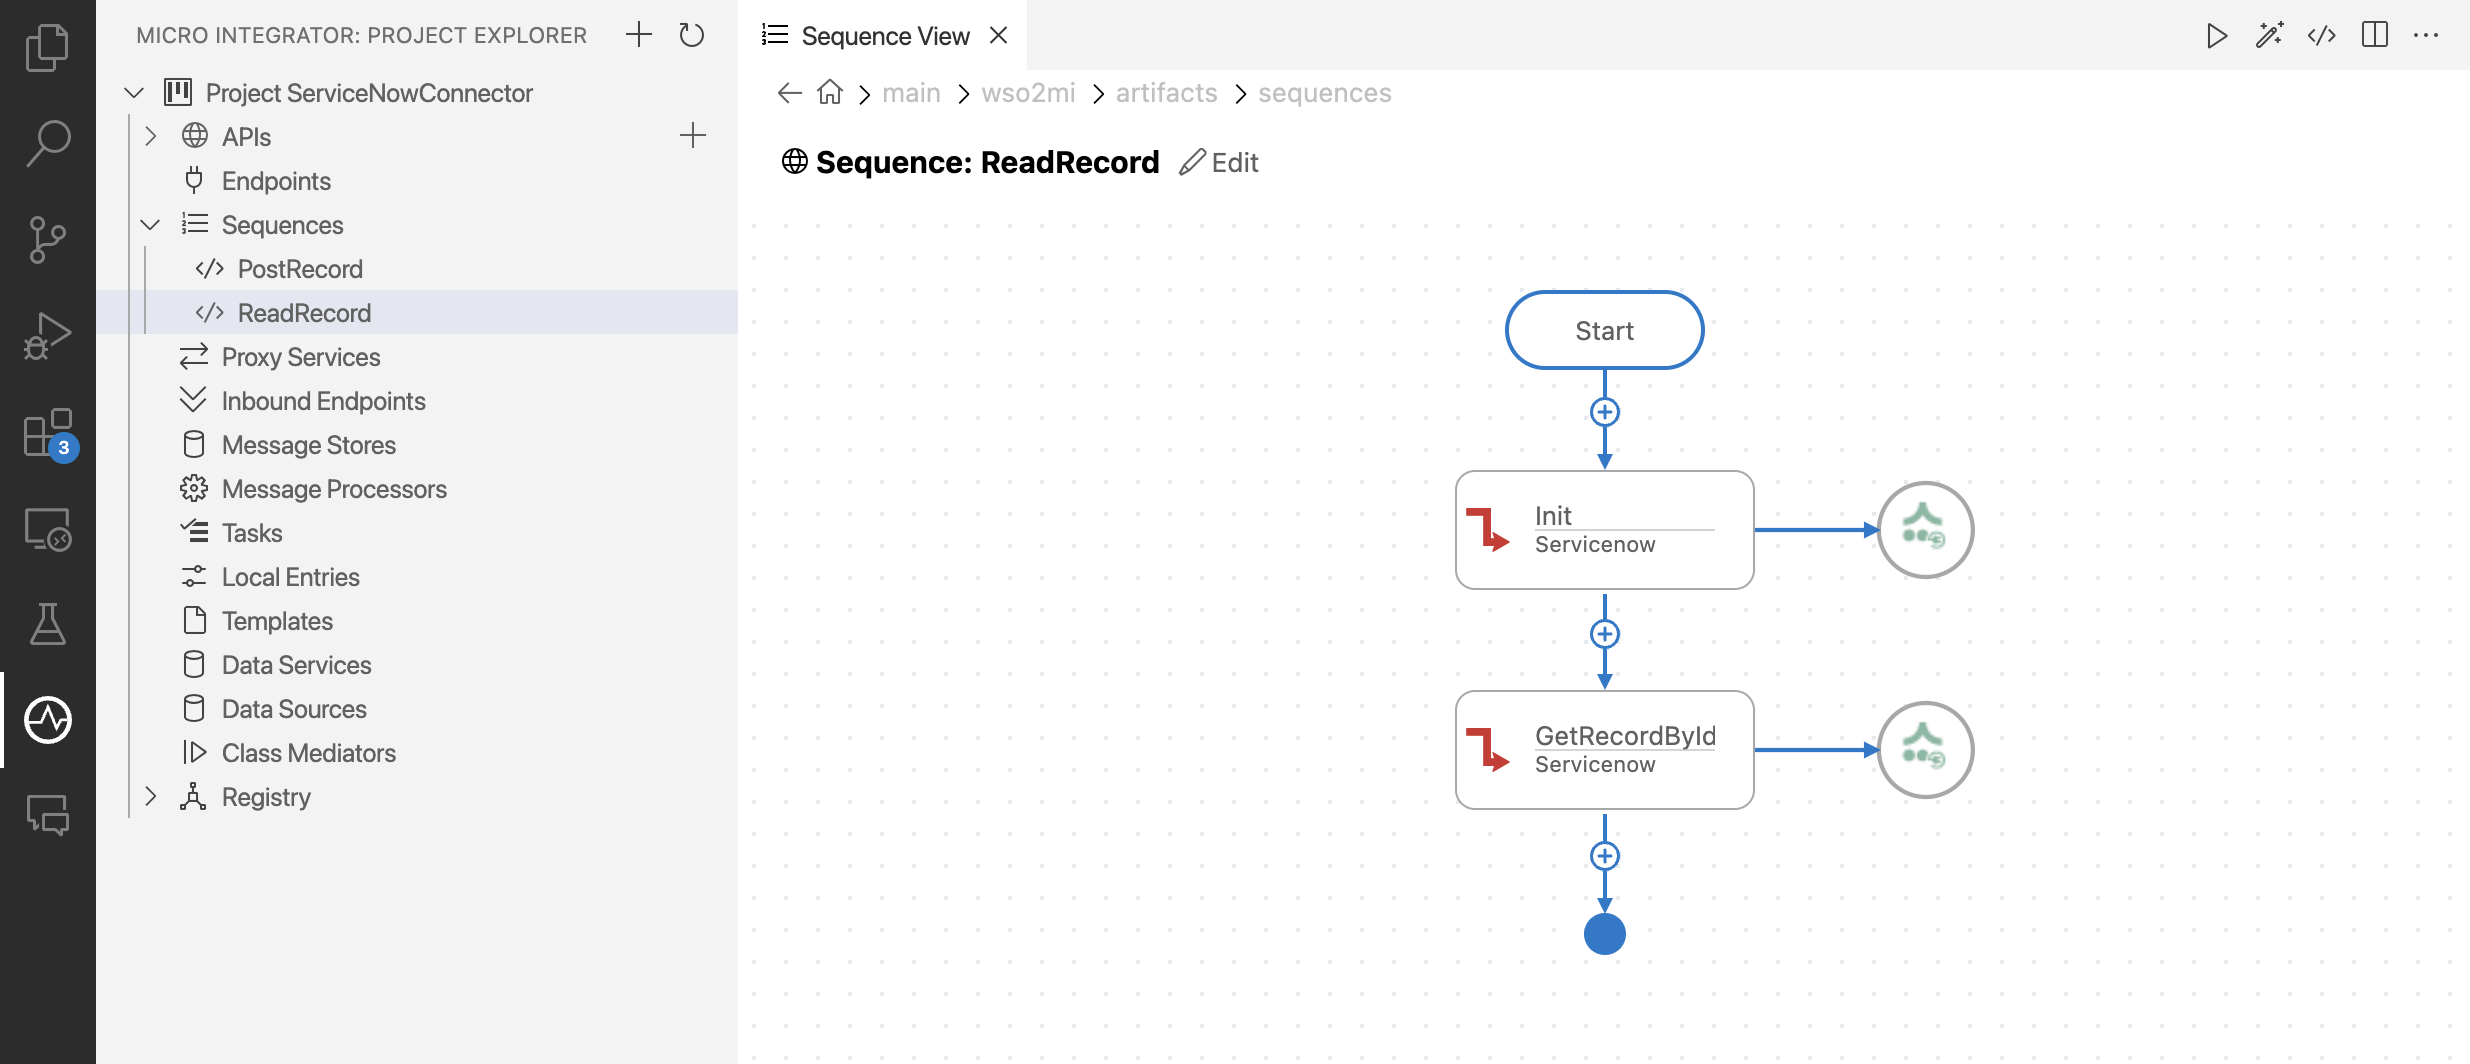 MICRO INTEGRATOR: PROJECT EXPLORER
Project ServiceNowConnector
APIs
Endpoints
Sequences
PostRecord
ReadRecord
Proxy Services
Inbound Endpoints
Message Stores
Message Processors
Tasks
Local Entries
Templates
Data Services
Data Sources
Class Mediators
Registry
3
Sequence View
main > wso2mi > artifacts > sequences
Sequence: ReadRecord Edit
Start
Init
Servicenow
GetRecordById
Servicenow